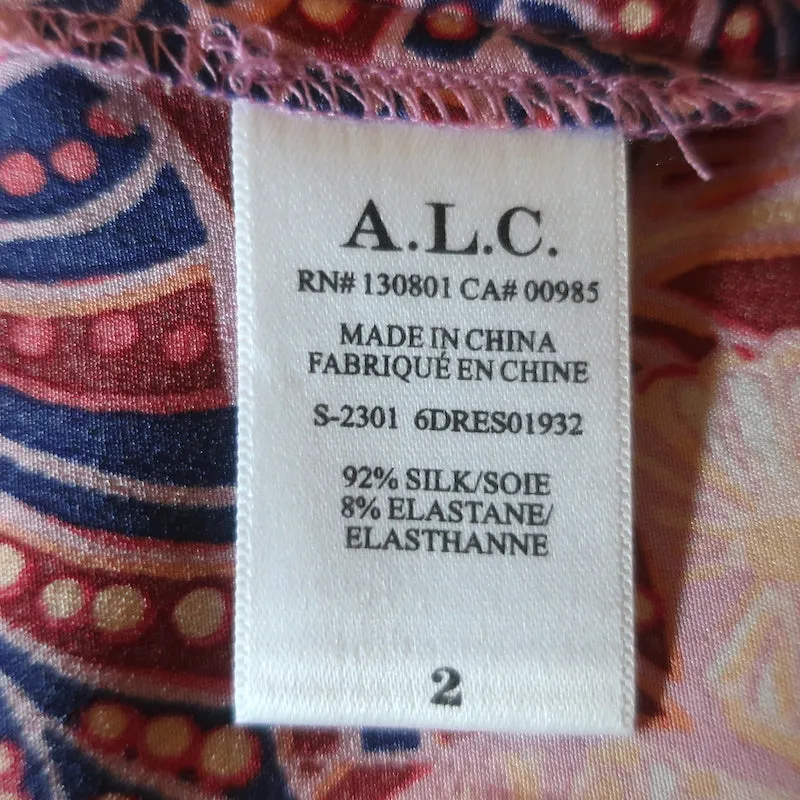 A.L.C.
RN# 130801 CA# 00985
MADE IN CHINA
FABRIQUÉ EN CHINE
S-2301 6DRES01932
92% SILK/SOIE
8% ELASTANE/
ELASTHANNE
2